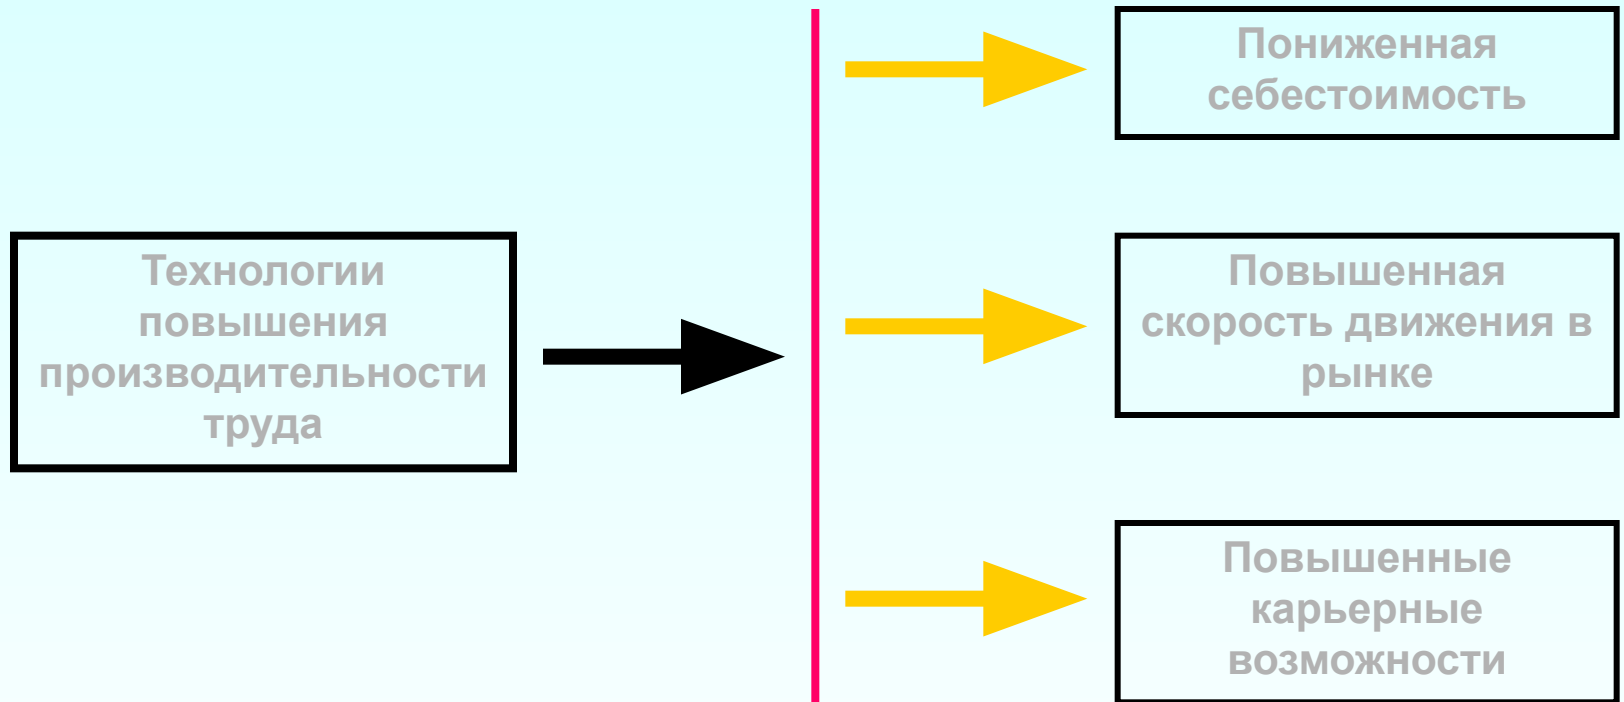 Технологии
повышения
производительности
труда
Пониженная
себестоимость
Повышенная
скорость движения в
рынке
Повышенные
карьерные
возможности